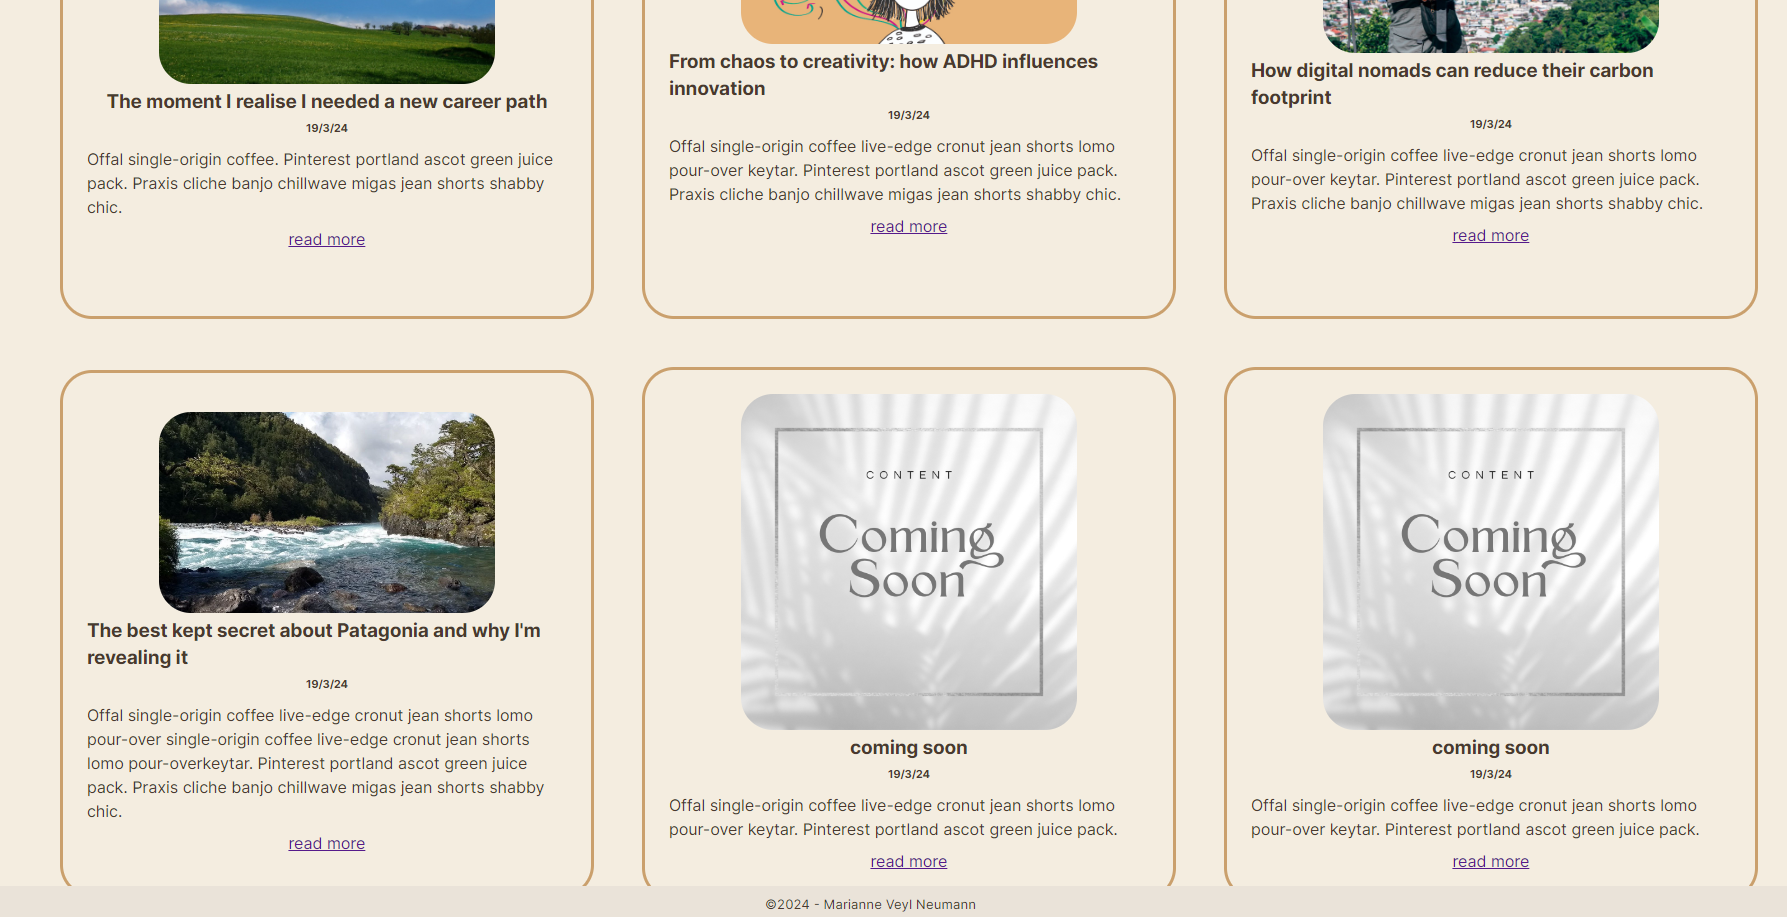 The moment I realise I needed a new career path
19/3/24
Offal single-origin coffee. Pinterest portland ascot green juice
pack. Praxis cliche banjo chillwave migas jean shorts shabby
chic.
read more
From chaos to creativity: how ADHD influences
innovation
19/3/24
Offal single-origin coffee live-edge cronut jean shorts lomo
pour-over keytar. Pinterest portland ascot green juice pack.
Praxis cliche banjo chillwave migas jean shorts shabby chic.
read more
How digital nomads can reduce their carbon
footprint
19/3/24
Offal single-origin coffee live-edge cronut jean shorts lomo
pour-over keytar. Pinterest portland ascot green juice pack.
Praxis cliche banjo chillwave migas jean shorts shabby chic.
read more
The best kept secret about Patagonia and why I'm
revealing it
19/3/24
Offal single-origin coffee live-edge cronut jean shorts lomo
pour-over single-origin coffee live-edge cronut jean shorts
lomo pour-overkeytar. Pinterest portland ascot green juice
pack. Praxis cliche banjo chillwave migas jean shorts shabby
chic.
read more
CONTENT
Coming
Soon
coming soon
19/3/24
Offal single-origin coffee live-edge cronut jean shorts lomo
pour-over keytar. Pinterest portland ascot green juice pack.
read more
CONTENT
Coming
Soon
coming soon
19/3/24
Offal single-origin coffee live-edge cronut jean shorts lomo
pour-over keytar. Pinterest portland ascot green juice pack.
read more
©2024 - Marianne Veyl Neumann